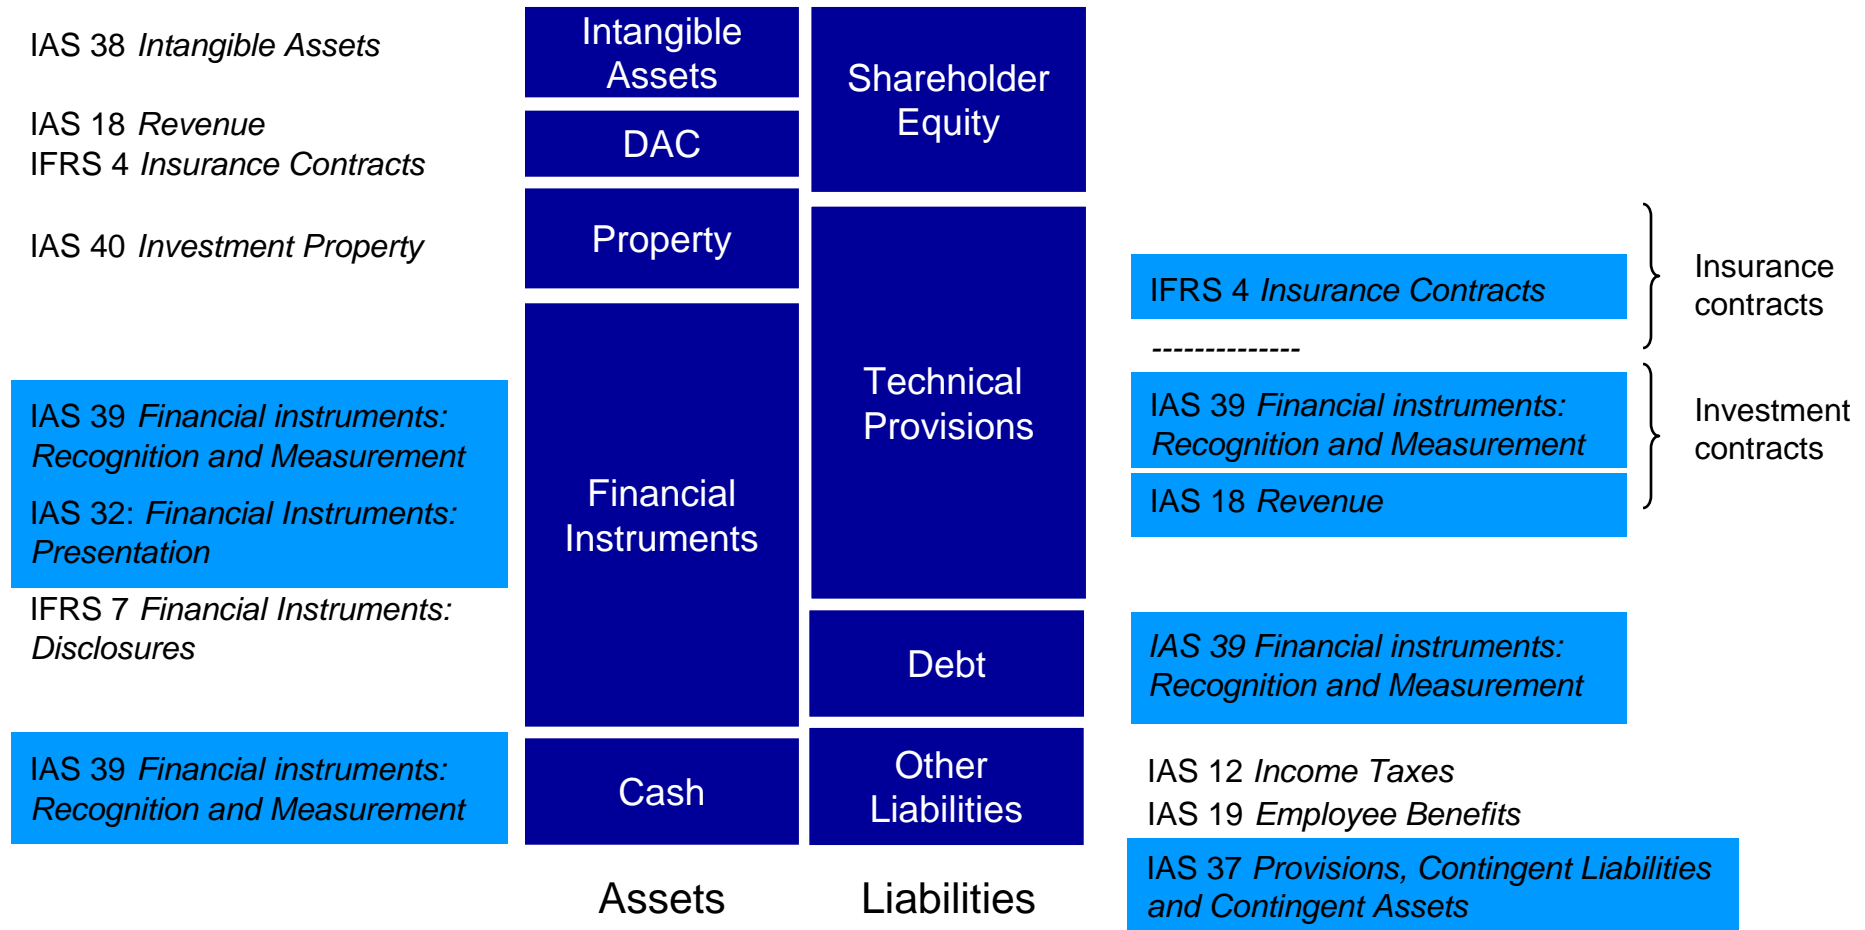 IAS 38 Intangible Assets
IAS 18 Revenue
IFRS 4 Insurance Contracts
IAS 40 Investment Property
IAS 39 Financial instruments:
Recognition and Measurement
IAS 32: Financial Instruments:
Presentation
IFRS 7 Financial Instruments:
Disclosures
IAS 39 Financial instruments:
Recognition and Measurement
Intangible
Assets
DAC
Property
Financial
Instruments
Cash
Assets
Shareholder
Equity
Technical
Provisions
Debt
Other
Liabilities
Liabilities
IFRS 4 Insurance Contracts
--------------
IAS 39 Financial instruments:
Recognition and Measurement
IAS 18 Revenue
IAS 39 Financial instruments:
Recognition and Measurement
IAS 12 Income Taxes
IAS 19 Employee Benefits
IAS 37 Provisions, Contingent Liabilities
and Contingent Assets
Insurance
contracts
Investment
contracts